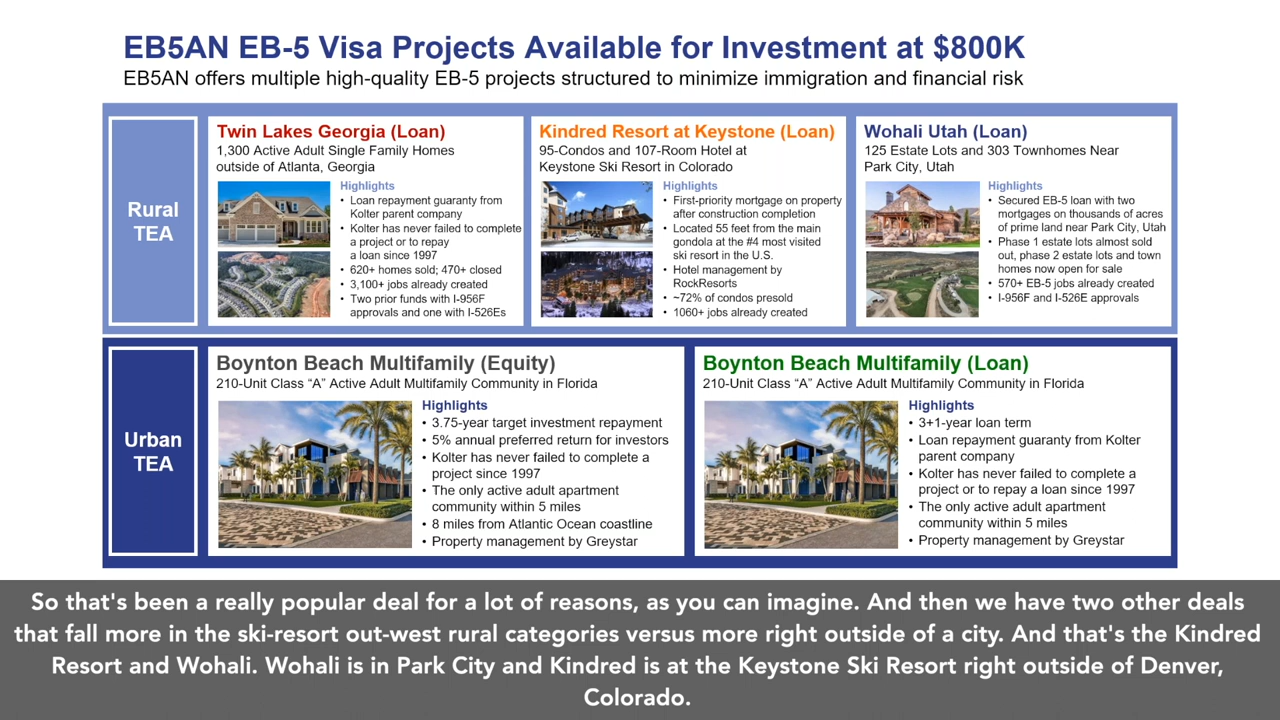 EB5AN EB-5 Visa Projects Available for Investment at $800K
EB5AN offers multiple high-quality EB-5 projects structured to minimize immigration and financial risk
Rural
TEA
Twin Lakes Georgia (Loan)
1,300 Active Adult Single Family Homes
outside of Atlanta, Georgia
Highlights
• Loan repayment guaranty from
Kolter parent company
• Kolter has never failed to complete
a project or to repay
a loan since 1997
• 620+ homes sold; 470+ closed
• 3,100+ jobs already created
• Two prior funds with I-956F
approvals and one with I-526Es
Kindred Resort at Keystone (Loan)
95-Condos and 107-Room Hotel at
Keystone Ski Resort in Colorado
Highlights
• First-priority mortgage on property
after construction completion
• Located 55 feet from the main
gondola at the #4 most visited
ski resort in the U.S.
• Hotel management by
RockResorts
• ~72% of condos presold
• 1060+ jobs already created
Wohali Utah (Loan)
125 Estate Lots and 303 Townhomes Near
Park City, Utah
Highlights
• Secured EB-5 loan with two
mortgages on thousands of acres
of prime land near Park City, Utah
• Phase 1 estate lots almost sold
out, phase 2 estate lots and town
homes now open for sale
• 570+ EB-5 jobs already created
• I-956F and I-526E approvals
Urban
TEA
Boynton Beach Multifamily (Equity)
210-Unit Class “A” Active Adult Multifamily Community in Florida
Highlights
• 3.75-year target investment repayment
• 5% annual preferred return for investors
• Kolter has never failed to complete a
project since 1997
• The only active adult apartment
community within 5 miles
• 8 miles from Atlantic Ocean coastline
• Property management by Greystar
Boynton Beach Multifamily (Loan)
210-Unit Class “A” Active Adult Multifamily Community in Florida
Highlights
• 3+1-year loan term
• Loan repayment guaranty from Kolter
parent company
• Kolter has never failed to complete a
project or to repay a loan since 1997
• The only active adult apartment
community within 5 miles
• Property management by Greystar
So that's been a really popular deal for a lot of reasons, as you can imagine. And then we have two other deals
that fall more in the ski-resort out-west rural categories versus more right outside of a city. And that's the Kindred
Resort and Wohali. Wohali is in Park City and Kindred is at the Keystone Ski Resort right outside of Denver,
Colorado.